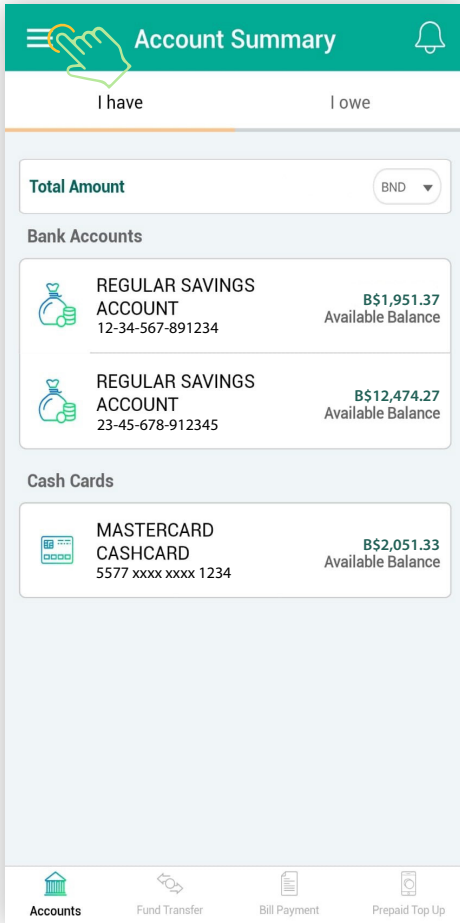 Account Summary
I have
I owe
Total Amount
BND
Bank Accounts
REGULAR SAVINGS
ACCOUNT
12-34-567-891234
B$1,951.37
Available Balance
REGULAR SAVINGS
ACCOUNT
23-45-678-912345
B$12,474.27
Available Balance
Cash Cards
MASTERCARD
CASHCARD
5577 xxxx xxxx 1234
B$2,051.33
Available Balance
Accounts
Fund Transfer
Bill Payment
Prepaid Top Up